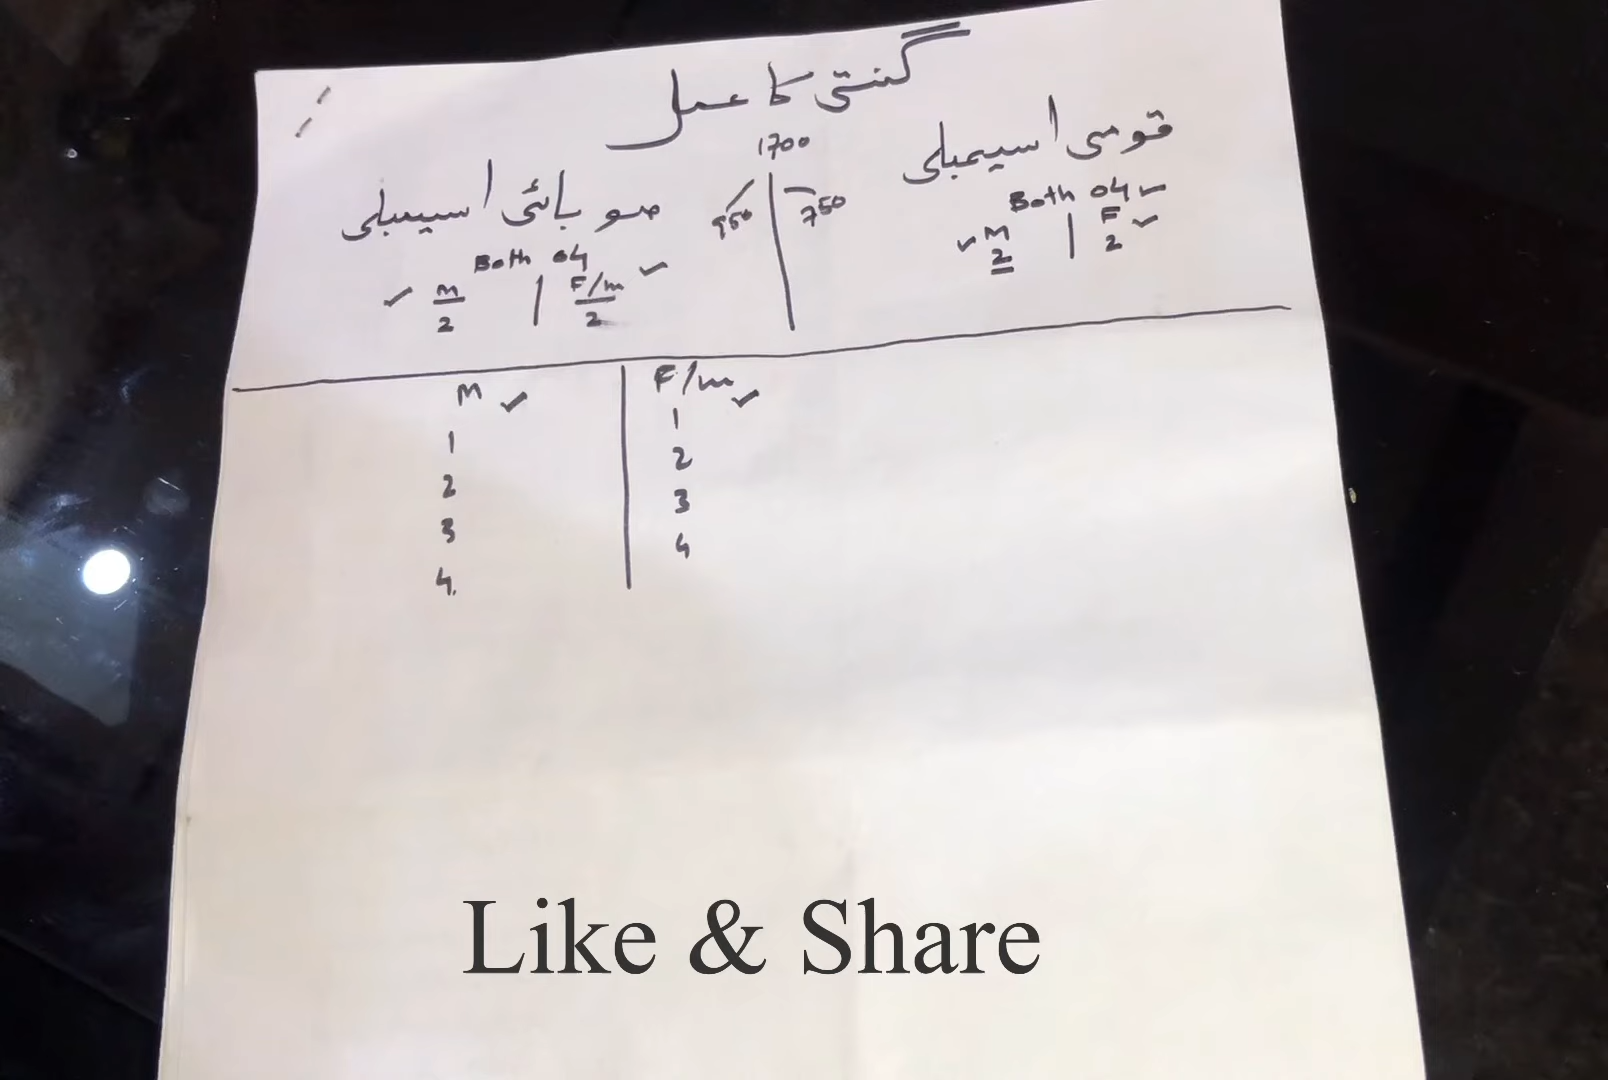 گنتی کا عمل
1700
950 750
قومی اسیمبلی
Both 04
M F
2 2
صوبائی اسیمبلی
Both 04
M F/m
2 2
M F/m
1 1
2 2
3 3
4. 4
Like & Share